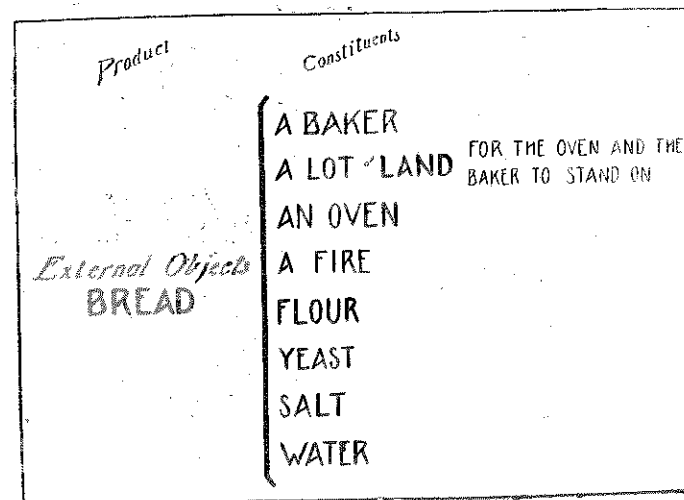 Product
Constituents
A BAKER
A LOT of LAND
FOR THE OVEN AND THE
BAKER TO STAND ON
AN OVEN
External Objects
BREAD
A FIRE
FLOUR
YEAST
SALT
WATER